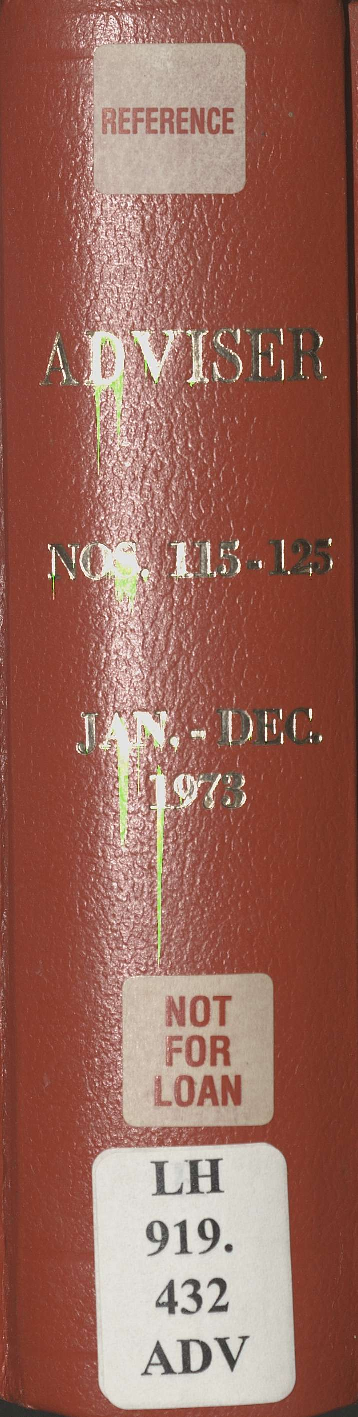 REFERENCE
ADVISER
NOS. 115-125
JAN.-DEC.
1973
NOT
FOR
LOAN
LH
919.
432
ADV